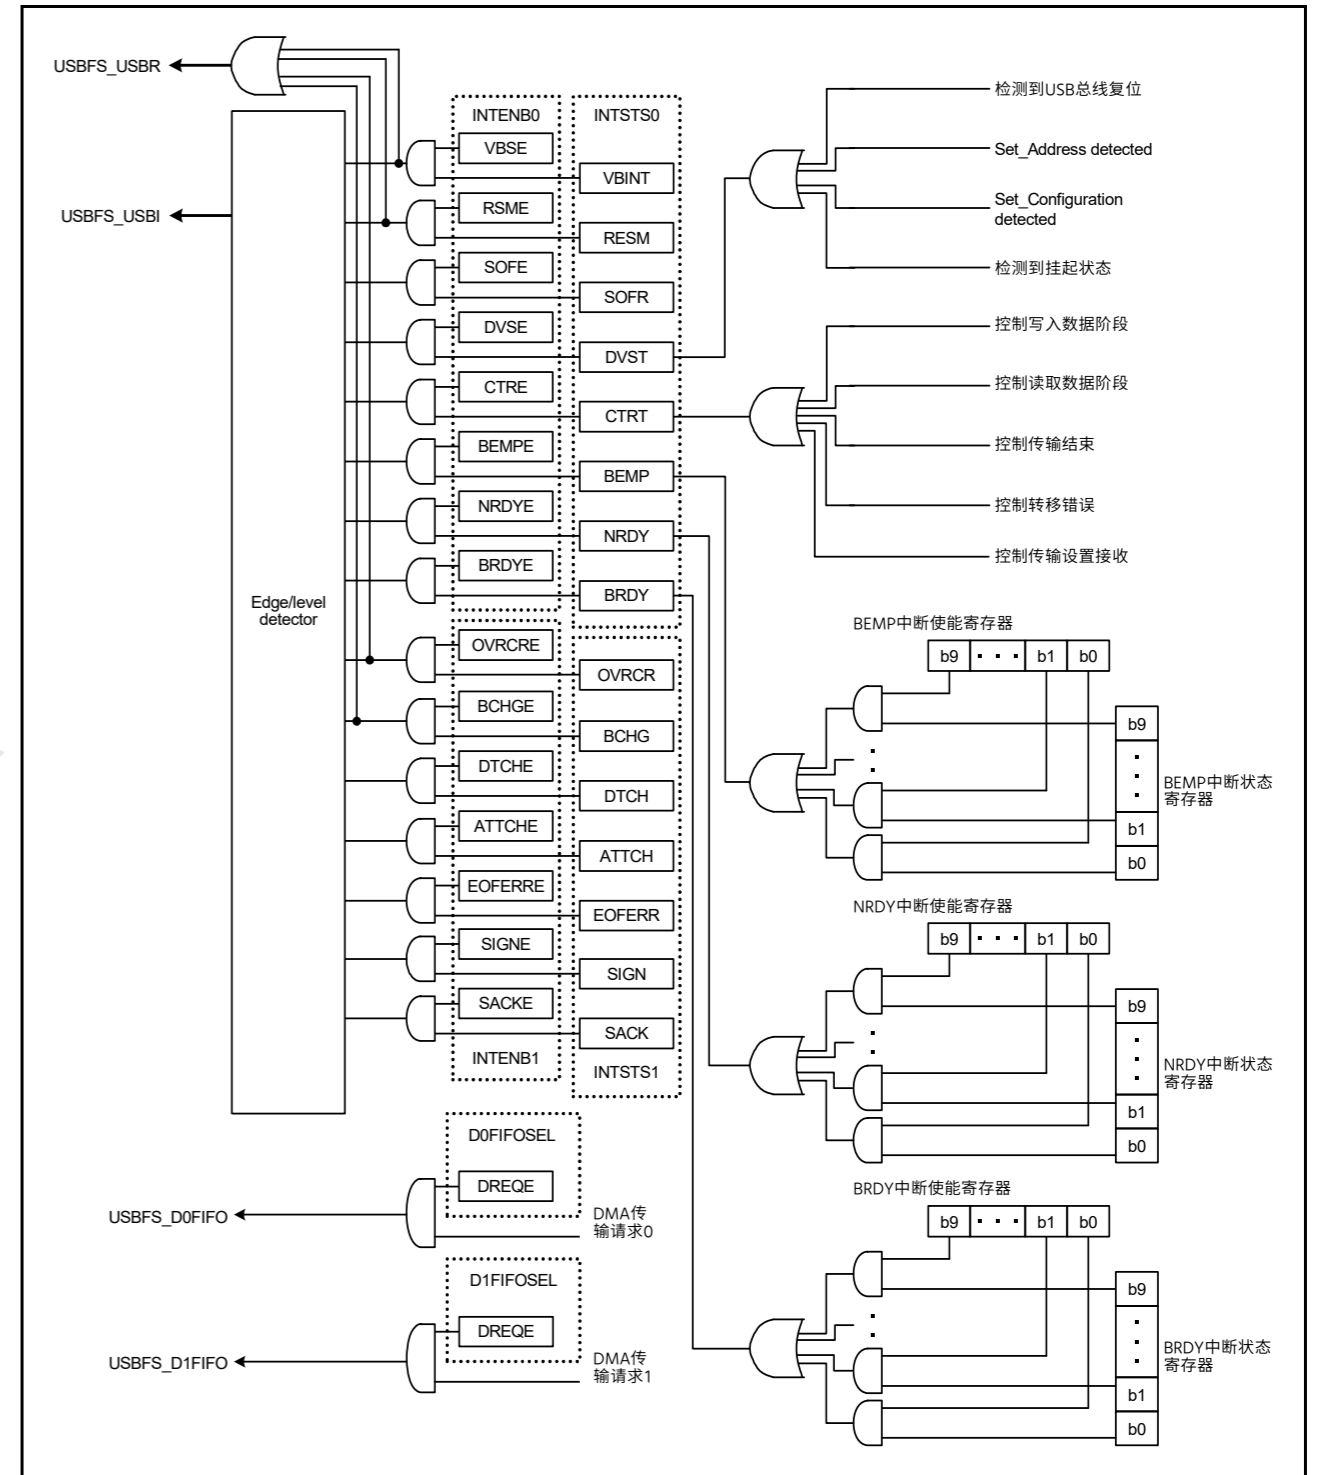 USBFS_USBR
USBFS_USBI
Edge/level
detector
INTENB0
VBSE
RSME
SOFE
DVSE
CTRE
BEMPE
NRDYE
BRDYE
OVRCRE
BCHGE
DTCHE
ATTCHE
EOFERRE
SIGNE
SACKE
INTENB1
INTSTS0
VBINT
RESM
SOFR
DVST
CTRT
BEMP
NRDY
BRDY
OVRCR
BCHG
DTCH
ATTCH
EOFERR
SIGN
SACK
INTSTS1
检测到USB总线复位
Set_Address detected
Set_Configuration
detected
检测到挂起状态
控制写入数据阶段
控制读取数据阶段
控制传输结束
控制转移错误
控制传输设置接收
BEMP中断使能寄存器
b9 · · · b1 b0
b9
b1
b0
BEMP中断状态
寄存器
NRDY中断使能寄存器
b9 · · · b1 b0
b9
b1
b0
NRDY中断状态
寄存器
BRDY中断使能寄存器
b9 · · · b1 b0
b9
b1
b0
BRDY中断状态
寄存器
D0FIFOSEL
DREQE
USBFS_D0FIFO
DMA传
输请求0
D1FIFOSEL
DREQE
USBFS_D1FIFO
DMA传
输请求1